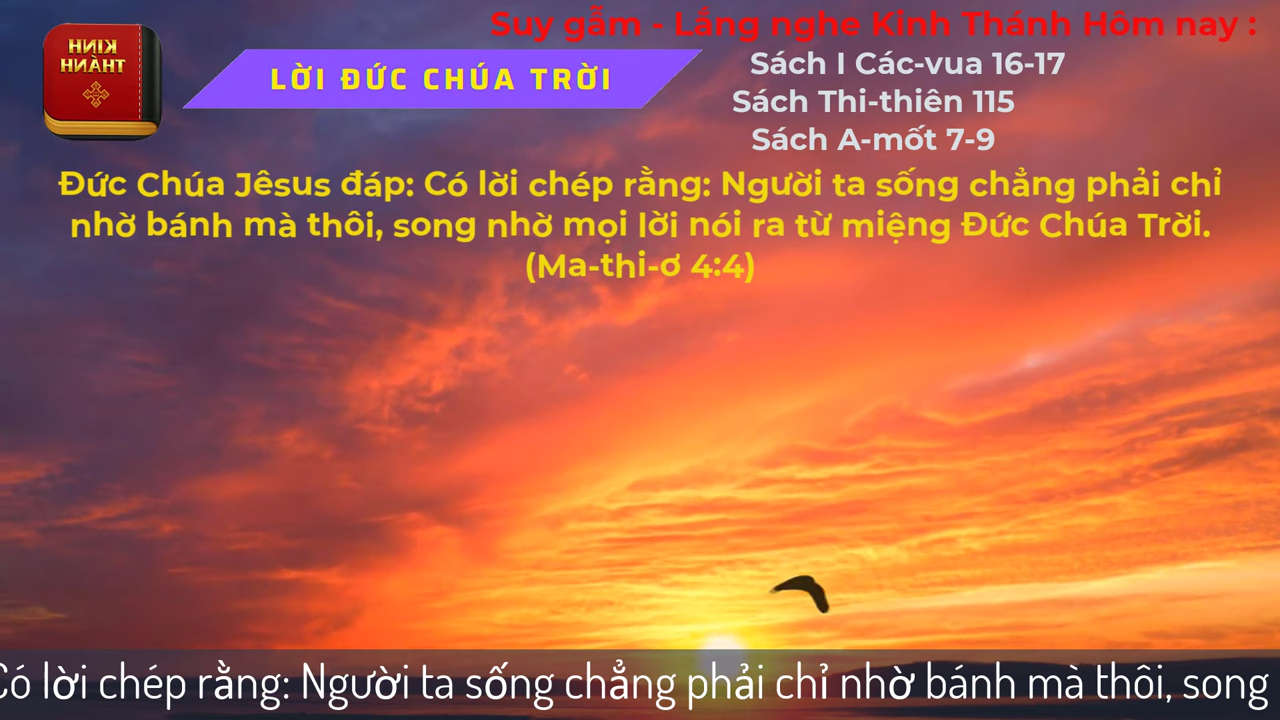 Suy gẫm - Lắng nghe Kinh Thánh Hôm nay :
KINH
THÁNH
LỜI ĐỨC CHÚA TRỜI
Sách I Các-vua 16-17
Sách Thi-thiên 115
Sách A-mốt 7-9
Đức Chúa Jêsus đáp: Có lời chép rằng: Người ta sống chẳng phải chỉ
nhờ bánh mà thôi, song nhờ mọi lời nói ra từ miệng Đức Chúa Trời.
(Ma-thi-ơ 4:4)
Có lời chép rằng: Người ta sống chẳng phải chỉ nhờ bánh mà thôi, song